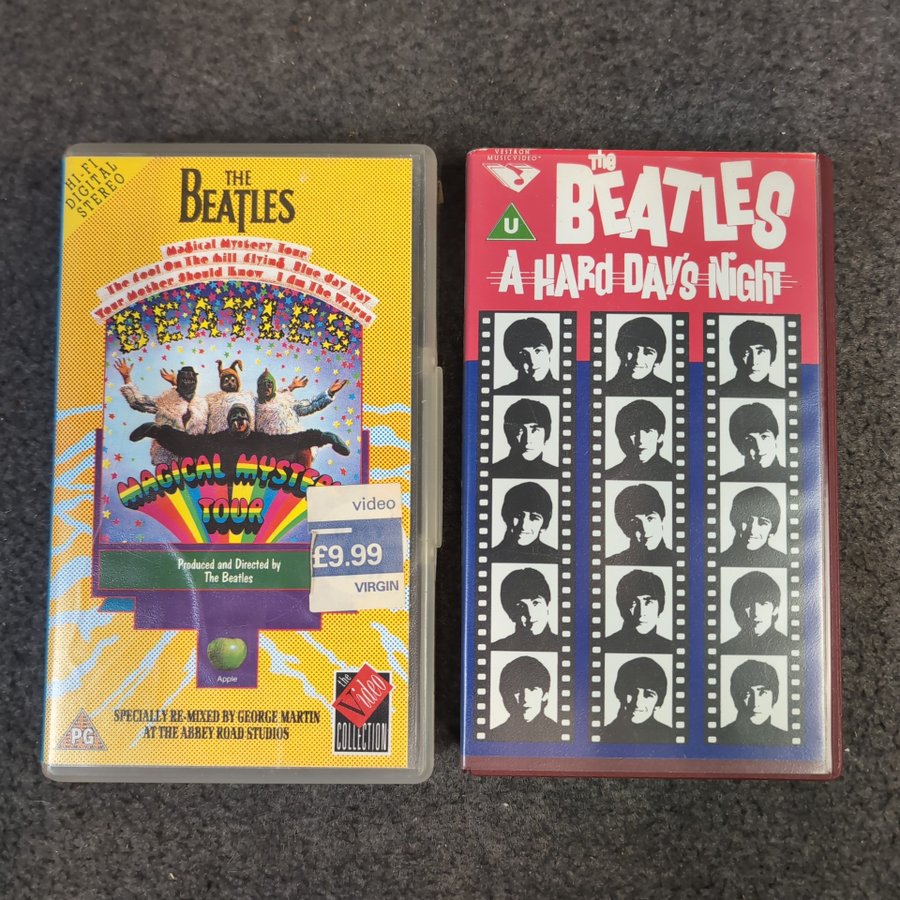 HI-FI
DIGITAL
STEREO
THE
BEATLES
Magical Mystery Tour
The Fool On The Hill Flying Blue Jay Way
Your Mother Should Know I Am The Walrus
BEATLES
MAGICAL MYSTE
TOUR
video
£9.99
VIRGIN
Produced and Directed by
The Beatles
Apple
SPECIALLY RE-MIXED BY GEORGE MARTIN
AT THE ABBEY ROAD STUDIOS
PG
the
Video
COLLECTION
VESTRON
MUSIC VIDEO
U
the
BEATLES
A HARD DAY'S NIGHT